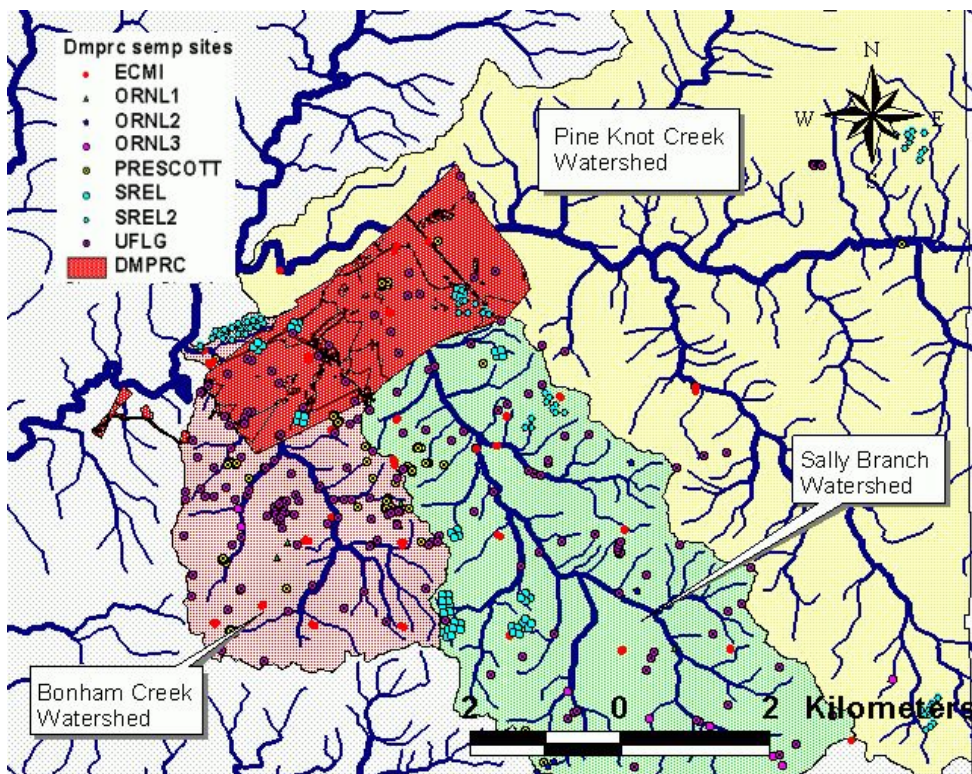 Dmprc semp sites
ECMI
ORNL1
ORNL2
ORNL3
PRESCOTT
SREL
SREL2
UFLG
DMPRC
Pine Knot Creek
Watershed
N
W E
S
Sally Branch
Watershed
Bonham Creek
Watershed
2 0 2 Kilometers